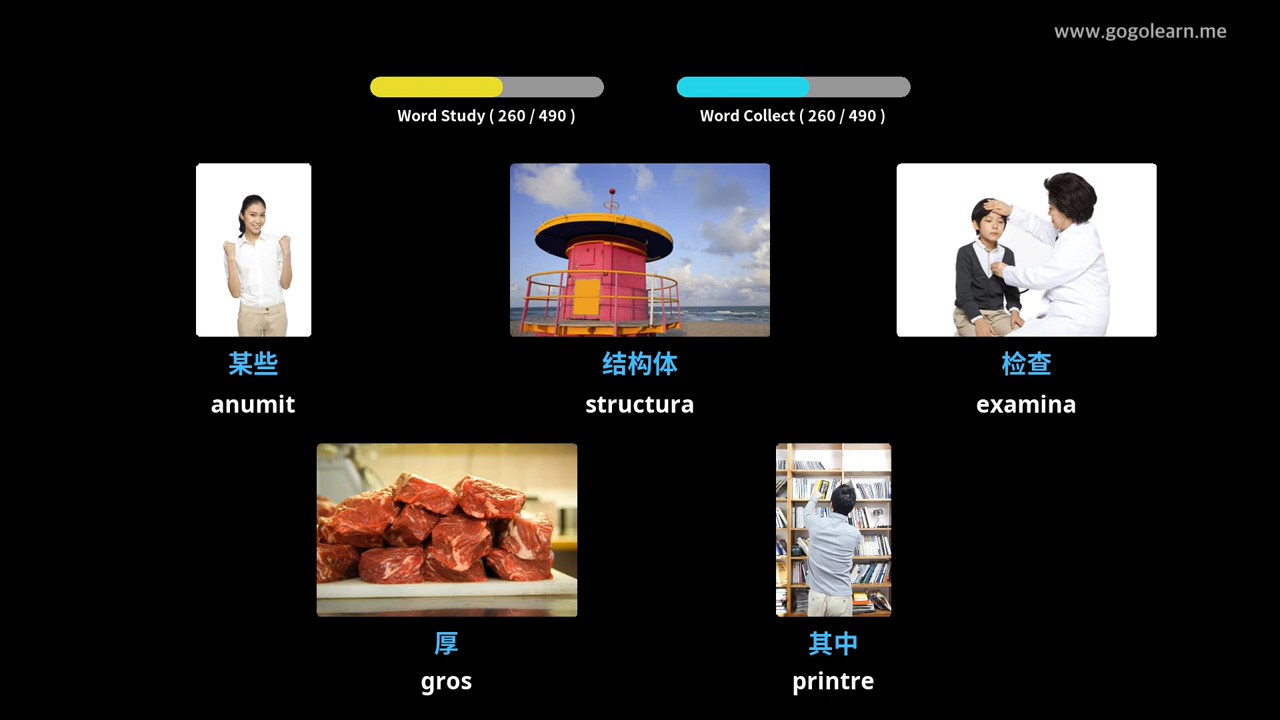 www.gogolearn.me
Word Study ( 260 / 490 )
Word Collect ( 260 / 490 )
某些
anumit
结构体
structura
检查
examina
厚
gros
其中
printre